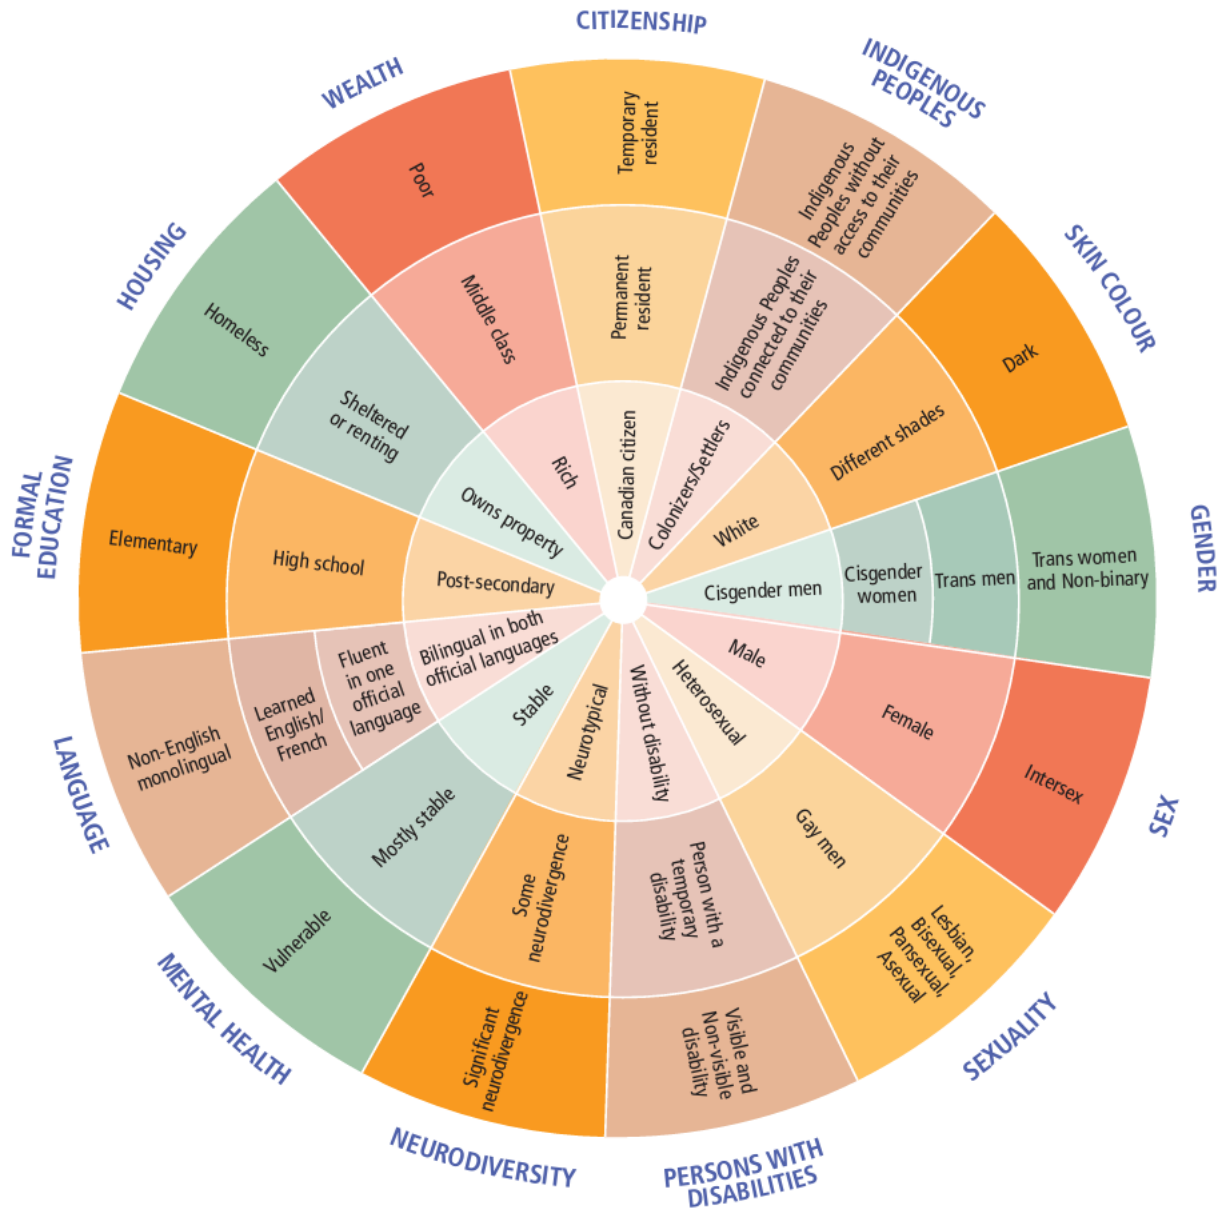 CITIZENSHIP
Temporary
resident
Permanent
resident
Canadian citizen
INDIGENOUS
PEOPLES
Indigenous
Peoples without
access to their
communities
Indigenous Peoples
connected to their
communities
Colonizers/Settlers
SKIN COLOUR
Dark
Different shades
White
GENDER
Trans women
and Non-binary
Trans men
Cisgender
women
Cisgender men
SEX
Intersex
Female
Male
SEXUALITY
Lesbian,
Bisexual,
Pansexual,
Asexual
Gay men
Heterosexual
PERSONS WITH
DISABILITIES
Visible and
Non-visible
disability
Person with a
temporary
disability
Without disability
NEURODIVERSITY
Significant
neurodivergence
Some
neurodivergence
Neurotypical
MENTAL HEALTH
Vulnerable
Mostly stable
Stable
LANGUAGE
Non-English
monolingual
Learned
English/
French
Fluent
in one
official
language
Bilingual in both
official languages
FORMAL
EDUCATION
Elementary
High school
Post-secondary
HOUSING
Homeless
Sheltered
or renting
Owns property
WEALTH
Poor
Middle class
Rich